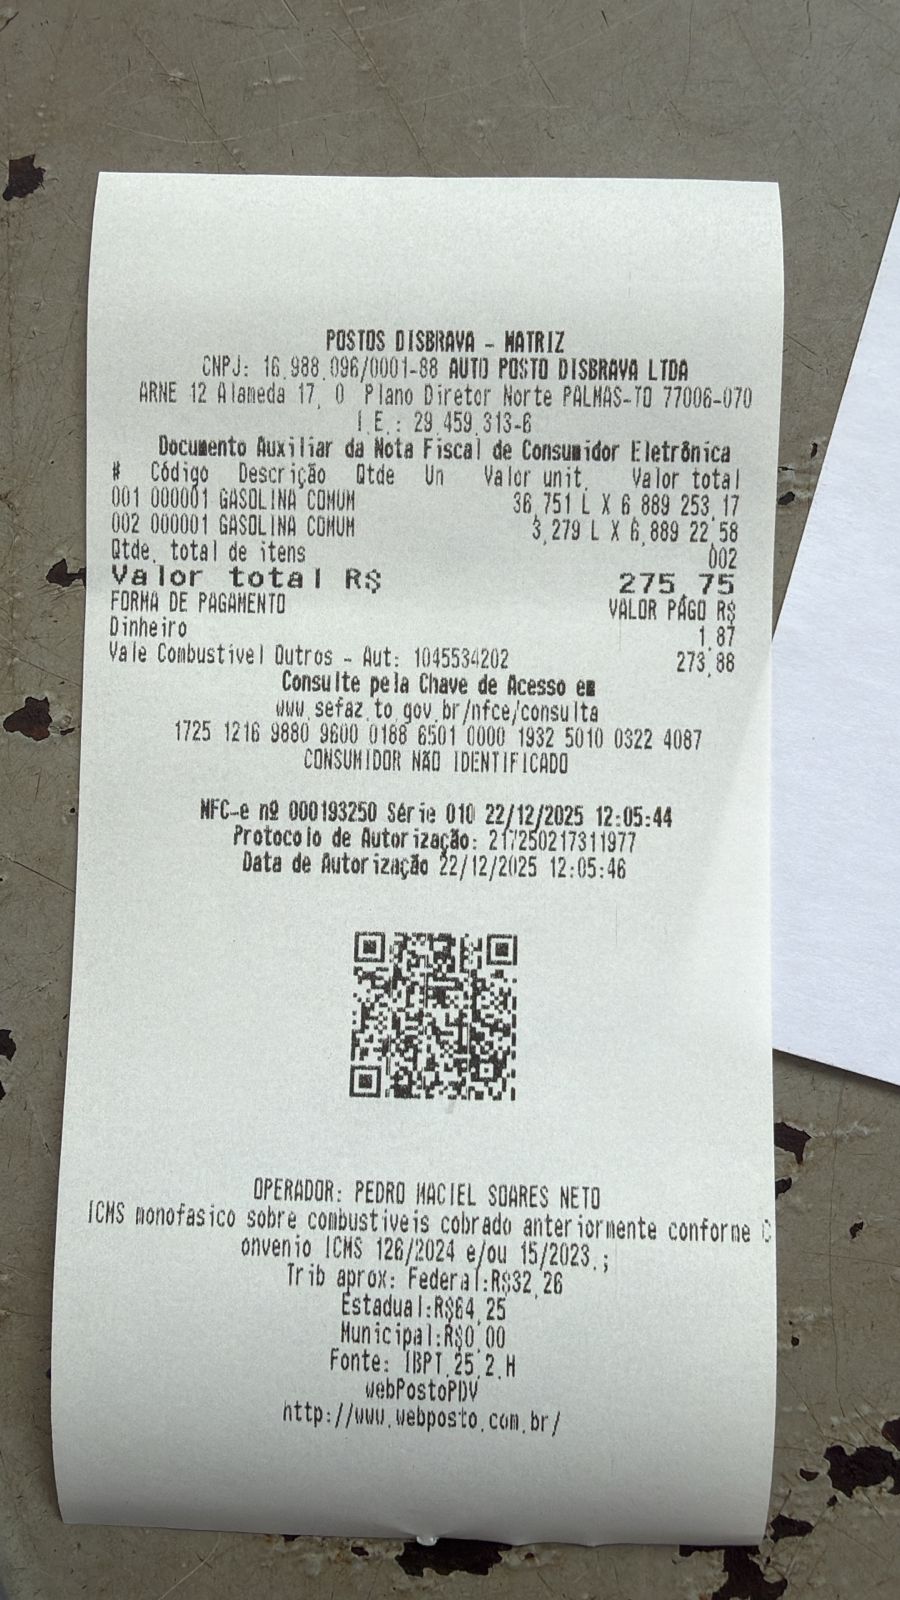 POSTOS DISBRAVA - MATRIZ
CNPJ: 16.988.096/0001-88 AUTO POSTO DISBRAVA LTDA
ARNE 12 Alameda 17, 0 Plano Diretor Norte PALMAS-TO 77006-070
I.E.: 29.459.313-6
Documento Auxiliar da Nota Fiscal de Consumidor Eletrônica
# Código Descrição Qtde Un Valor unit. Valor total
001 000001 GASOLINA COMUM 36,751 L X 6,889 253,17
002 000001 GASOLINA COMUM 3,279 L X 6,889 22,58
Qtde. total de itens 002
Valor total R$ 275,75
FORMA DE PAGAMENTO VALOR PAGO R$
Dinheiro 1,87
Vale Combustivel Outros - Aut: 1045534202 273,88
Consulte pela Chave de Acesso em
www.sefaz.to.gov.br/nfce/consulta
1725 1216 9880 9600 0188 6501 0000 1932 5010 0322 4087
CONSUMIDOR NÃO IDENTIFICADO
NFC-e nº 000193250 Série 010 22/12/2025 12:05:44
Protocolo de Autorização: 217250217311977
Data de Autorização 22/12/2025 12:05:46
OPERADOR: PEDRO MACIEL SOARES NETO
ICMS monofasico sobre combustiveis cobrado anteriormente conforme C
onvenio ICMS 126/2024 e/ou 15/2023.;
Trib aprox: Federal:R$32,26
Estadual:R$64,25
Municipal:R$0,00
Fonte: IBPT.25.2.H
webPostoPDV
http://www.webposto.com.br/